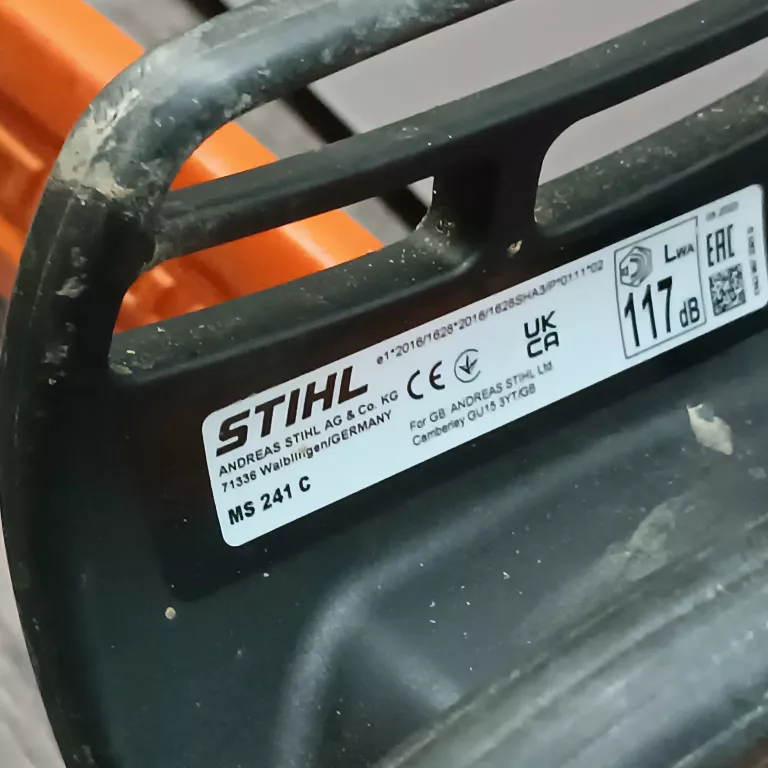 STIHL
ANDREAS STIHL AG & Co. KG
71336 Waiblingen/GERMANY
MS 241 C
e1*2016/1628*2016/1628SHA3/P*0111*02
CE
For GB: ANDREAS STIHL LM
Camberley GU15 3YT/GB
UK
CA
LWA
117 dB
EAC